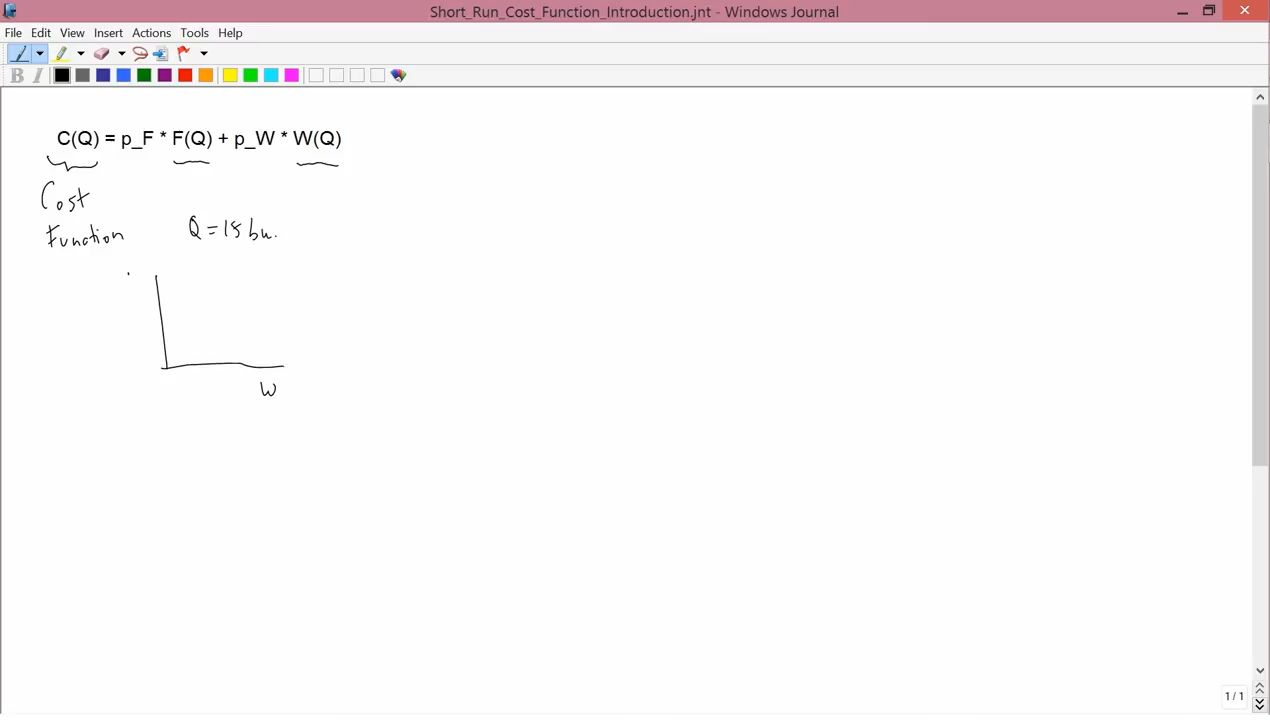 Short_Run_Cost_Function_Introduction.jnt - Windows Journal
File Edit View Insert Actions Tools Help
B I
C(Q) = p_F * F(Q) + p_W * W(Q)
Cost
Function
Q = 15 bu.
W
1 / 1